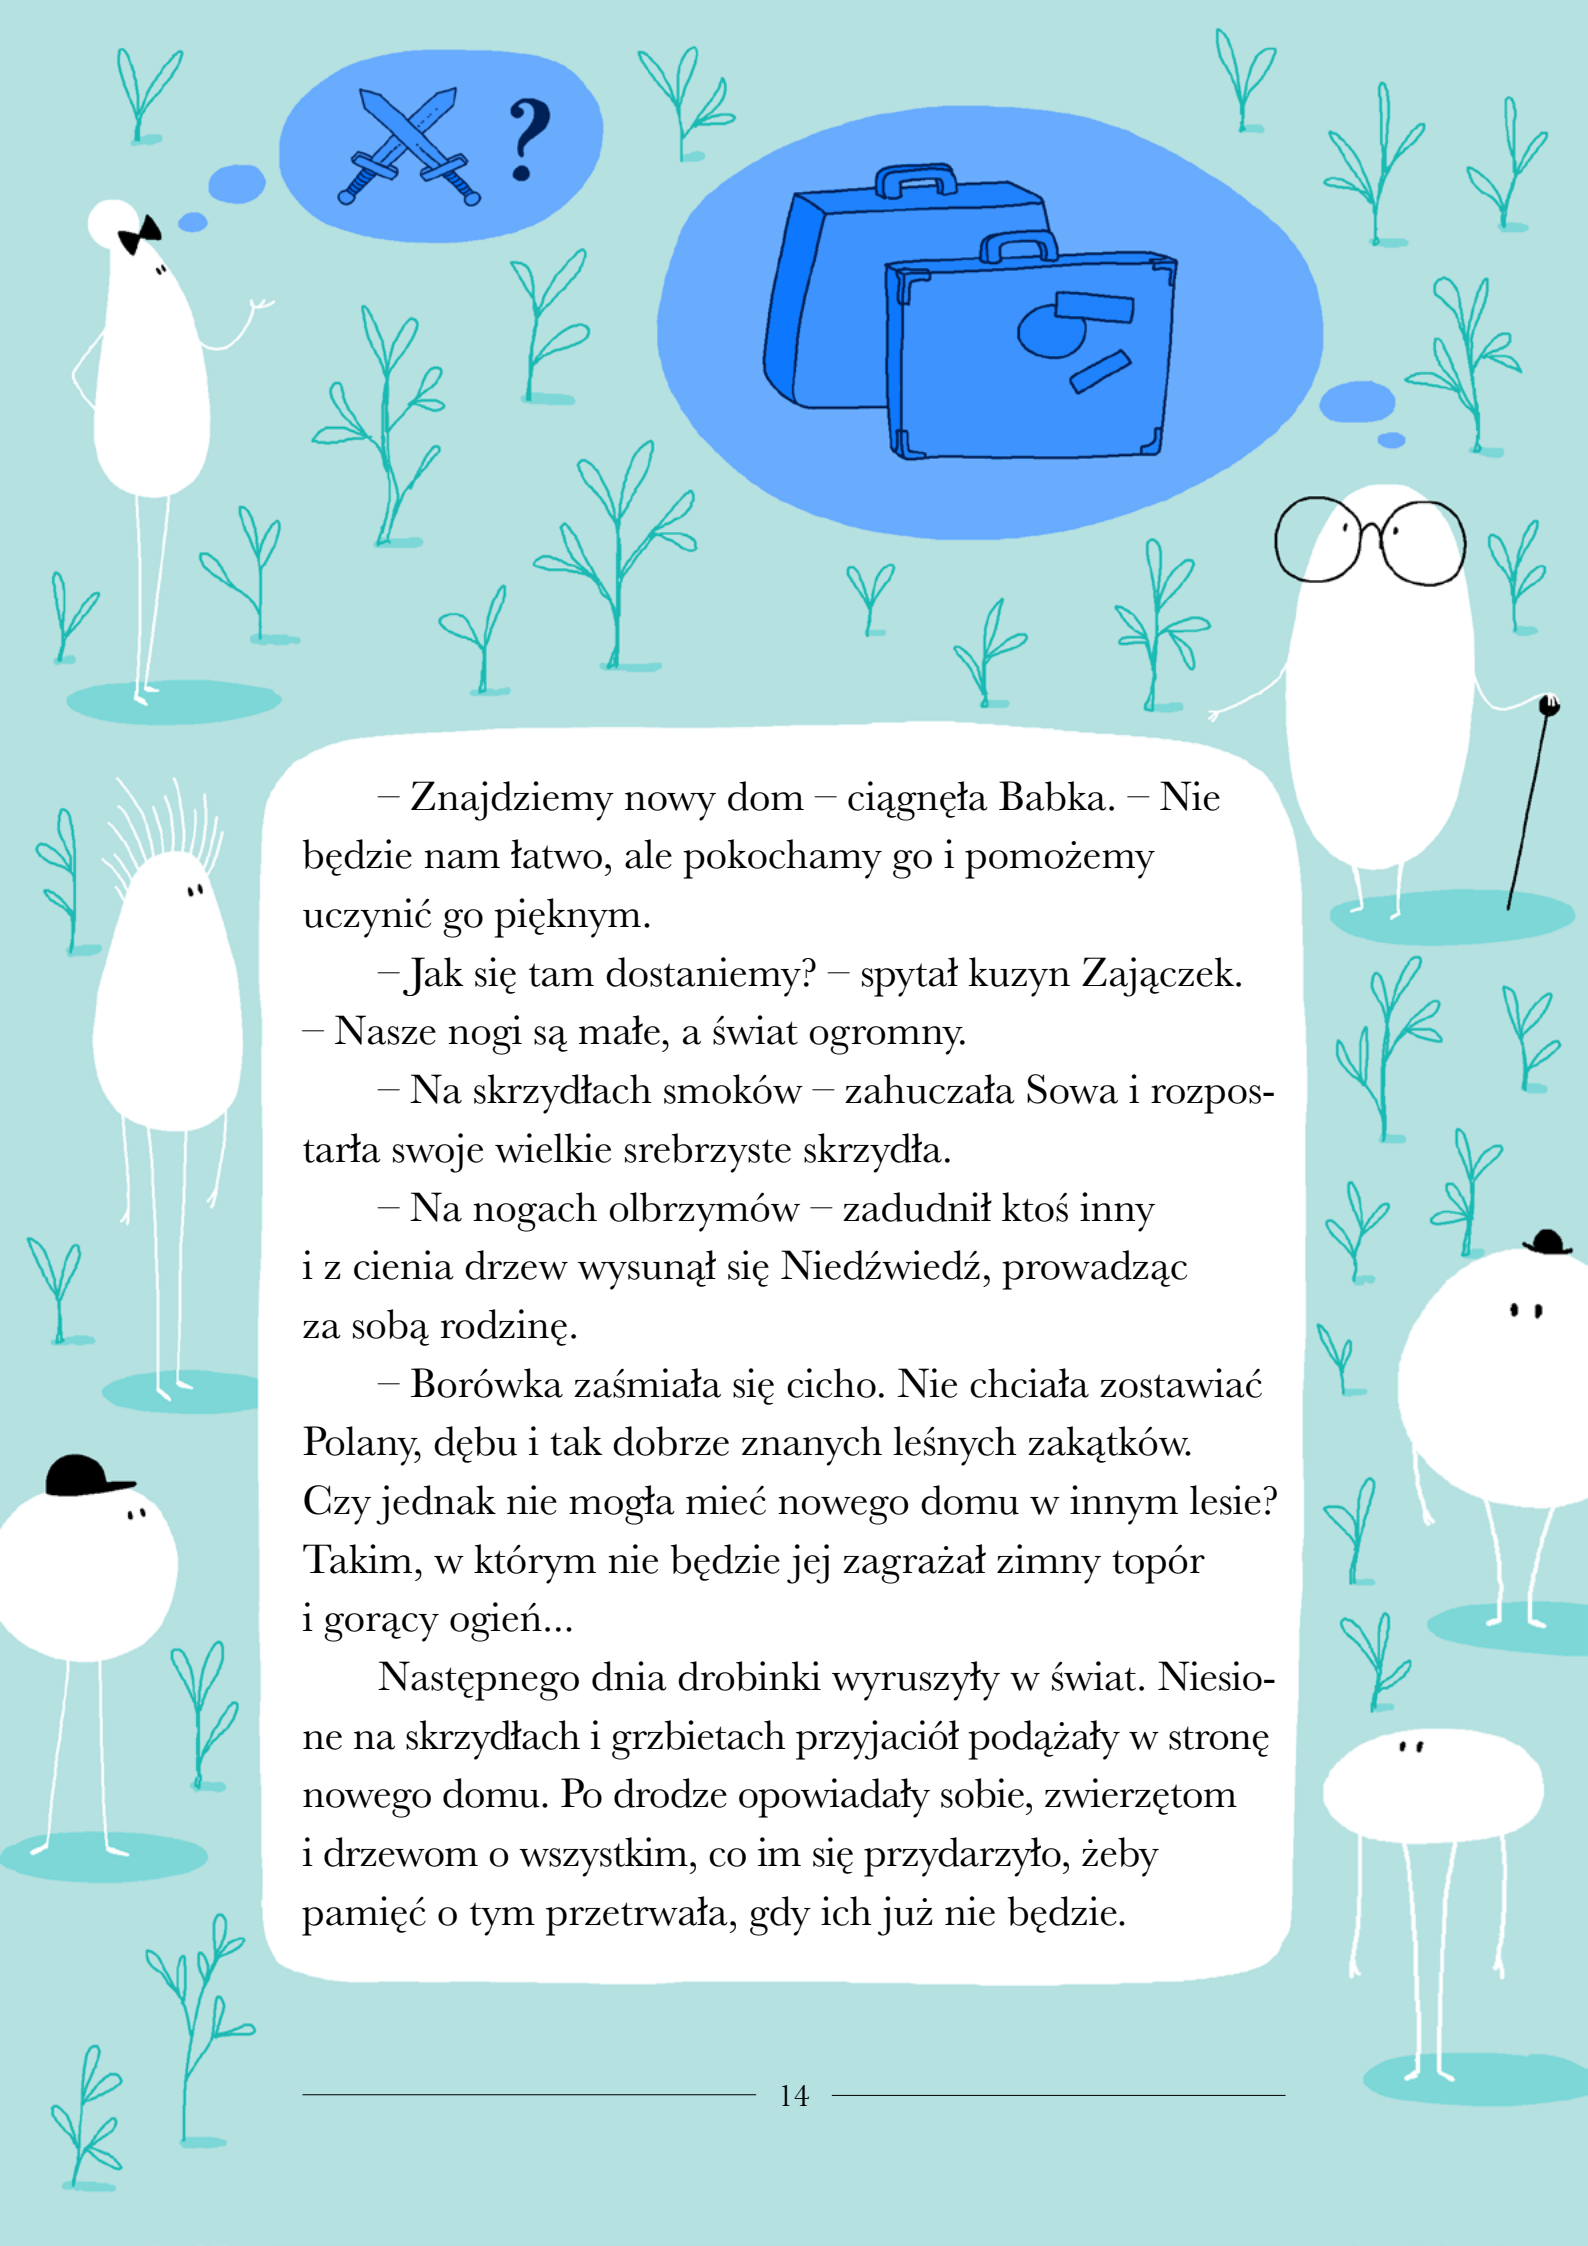 ?
– Znajdziemy nowy dom – ciągnęła Babka. – Nie
będzie nam łatwo, ale pokochamy go i pomożemy
uczynić go pięknym.
– Jak się tam dostaniemy? – spytał kuzyn Zajączek.
– Nasze nogi są małe, a świat ogromny.
– Na skrzydłach smoków – zahuczała Sowa i rozpos-
tarła swoje wielkie srebrzyste skrzydła.
– Na nogach olbrzymów – zadudnił ktoś inny
i z cienia drzew wysunął się Niedźwiedź, prowadząc
za sobą rodzinę.
– Borówka zaśmiała się cicho. Nie chciała zostawiać
Polany, dębu i tak dobrze znanych leśnych zakątków.
Czy jednak nie mogła mieć nowego domu w innym lesie?
Takim, w którym nie będzie jej zagrażał zimny topór
i gorący ogień...
Następnego dnia drobinki wyruszyły w świat. Niesio-
ne na skrzydłach i grzbietach przyjaciół podążały w stronę
nowego domu. Po drodze opowiadały sobie, zwierzętom
i drzewom o wszystkim, co im się przydarzyło, żeby
pamięć o tym przetrwała, gdy ich już nie będzie.
14